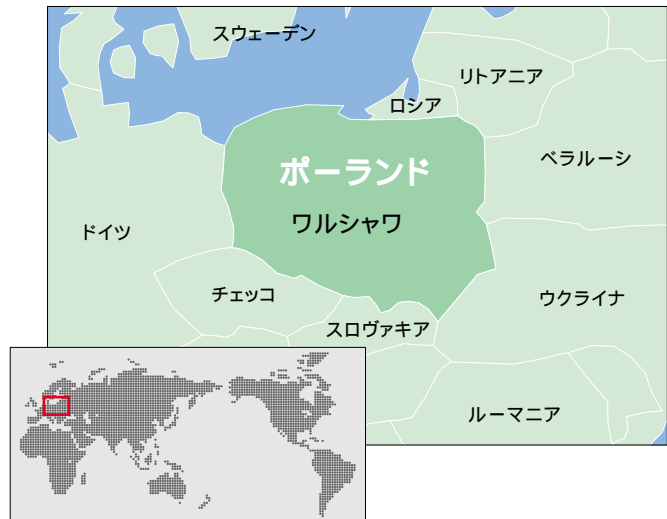 スウェーデン
リトアニア
ロシア
ベラルーシ
ポーランド
ワルシャワ
ドイツ
チェッコ
ウクライナ
スロヴァキア
ルーマニア